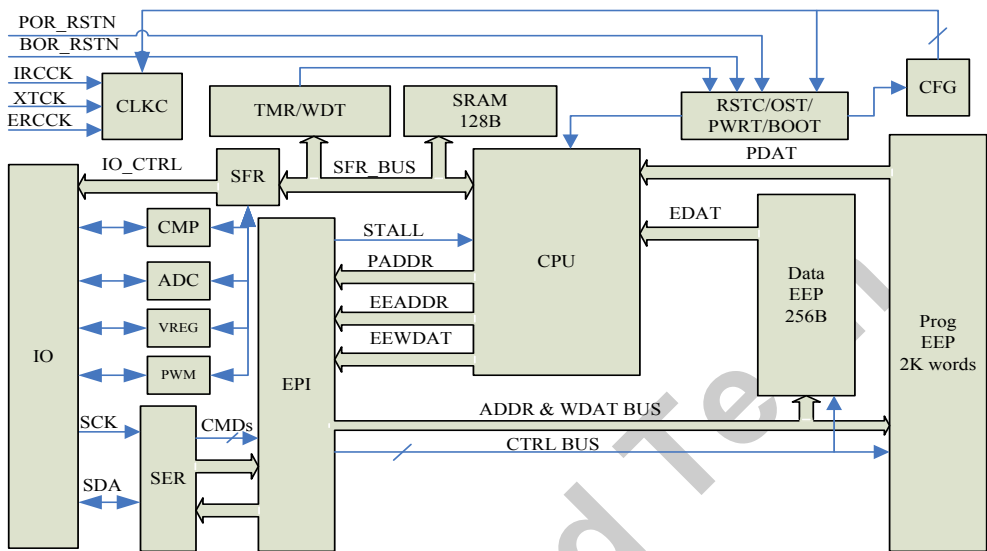 POR_RSTN
BOR_RSTN
IRCCK
XTCK
ERCCK
CLKC
TMR/WDT
SRAM
128B
RSTC/OST/
PWRT/BOOT
CFG
IO_CTRL
SFR
SFR_BUS
PDAT
CMP
ADC
VREG
PWM
IO
STALL
PADDR
EEADDR
EEWDAT
EPI
CPU
EDAT
Data
EEP
256B
Prog
EEP
2K words
SCK
SDA
SER
CMDs
ADDR & WDAT BUS
CTRL BUS